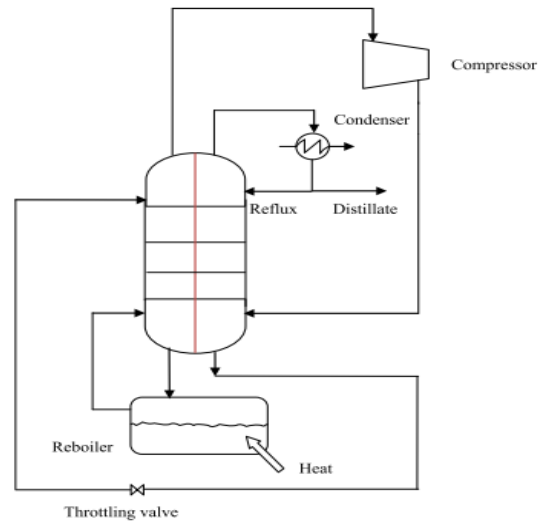 Compressor
Condenser
Reflux
Distillate
Reboiler
Heat
Throttling valve